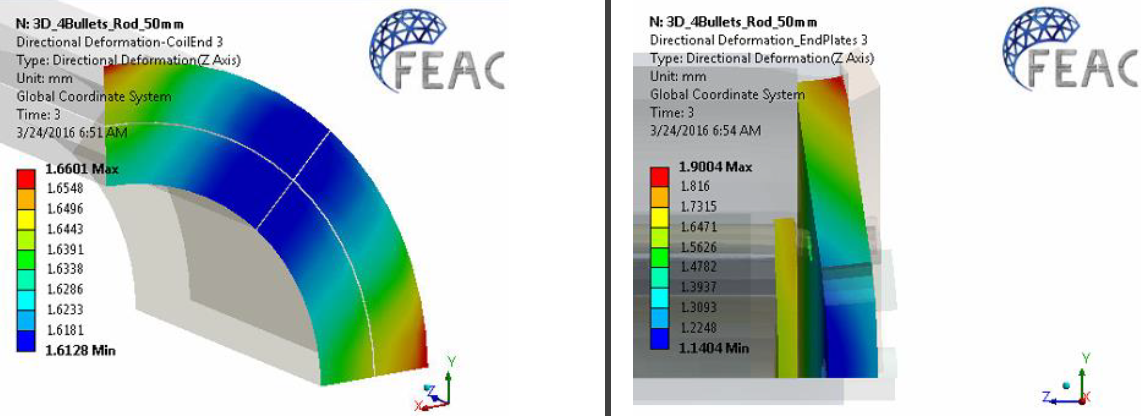 N: 3D_4Bullets_Rod_50mm
Directional Deformation-CoilEnd 3
Type: Directional Deformation(Z Axis)
Unit: mm
Global Coordinate System
Time: 3
3/24/2016 6:51 AM
FEAC
1.6601 Max
1.6548
1.6496
1.6443
1.6391
1.6338
1.6286
1.6233
1.6181
1.6128 Min
Y
Z
X
N: 3D_4Bullets_Rod_50mm
Directional Deformation_EndPlates 3
Type: Directional Deformation(Z Axis)
Unit: mm
Global Coordinate System
Time: 3
3/24/2016 6:54 AM
FEAC
1.9004 Max
1.816
1.7315
1.6471
1.5626
1.4782
1.3937
1.3093
1.2248
1.1404 Min
Y
Z
X